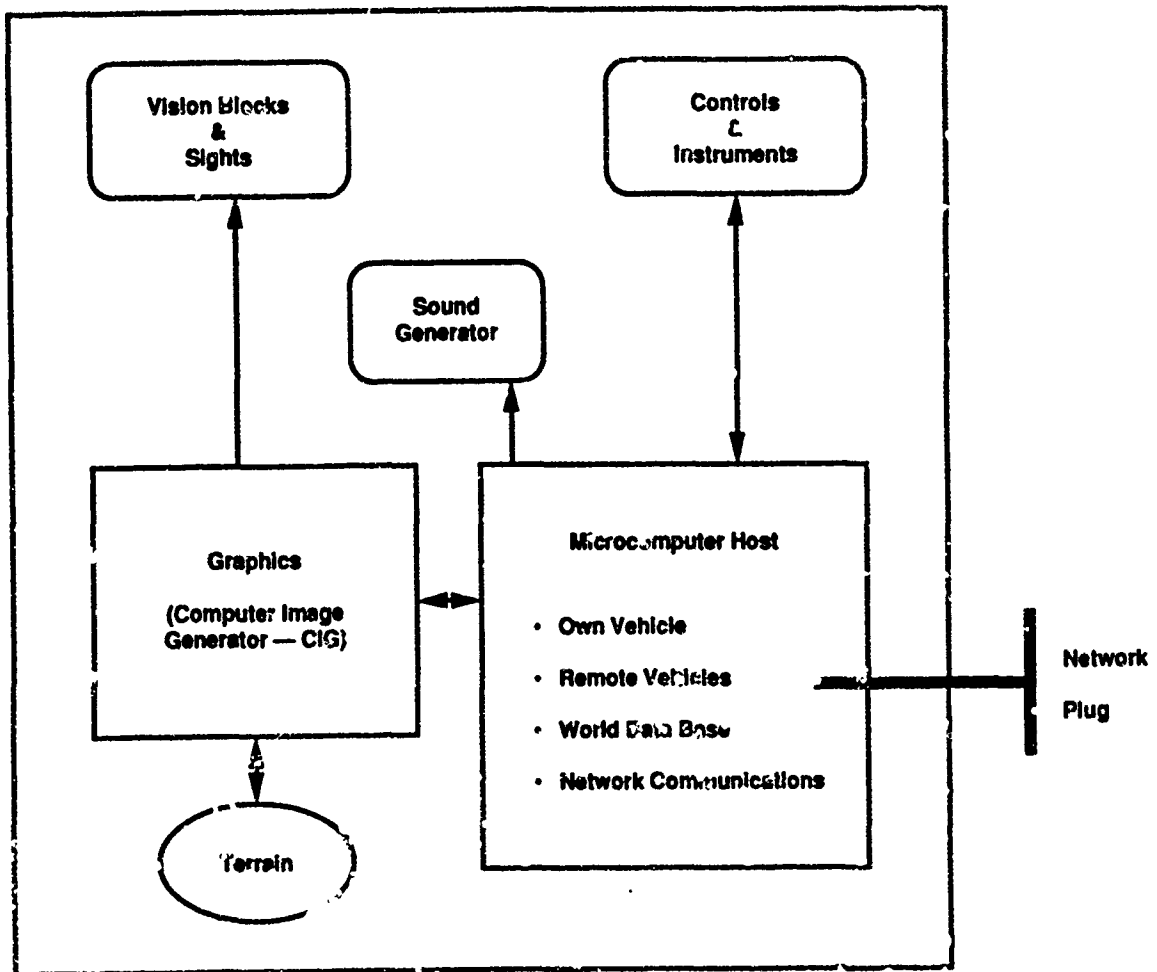 Vision Blocks
&
Sights
Controls
&
Instruments
Sound
Generator
Graphics
(Computer Image
Generator — CIG)
Microcomputer Host
• Own Vehicle
• Remote Vehicles
• World Data Base
• Network Communications
Network
Plug
Terrain